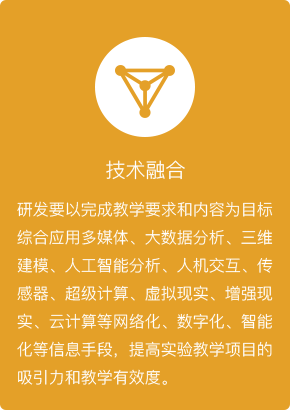 技术融合
研发要以完成教学要求和内容为目标
综合应用多媒体、大数据分析、三维
建模、人工智能分析、人机交互、传
感器、超级计算、虚拟现实、增强现
实、云计算等网络化、数字化、智能
化等信息手段，提高实验教学项目的
吸引力和教学有效度。